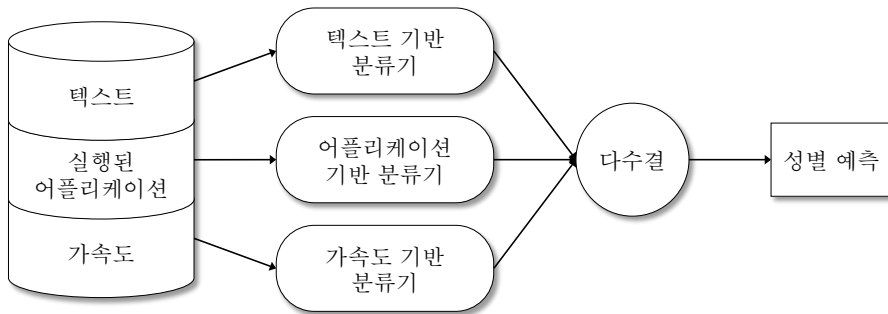 텍스트
실행된
어플리케이션
가속도
텍스트 기반
분류기
어플리케이션
기반 분류기
가속도 기반
분류기
다수결
성별 예측